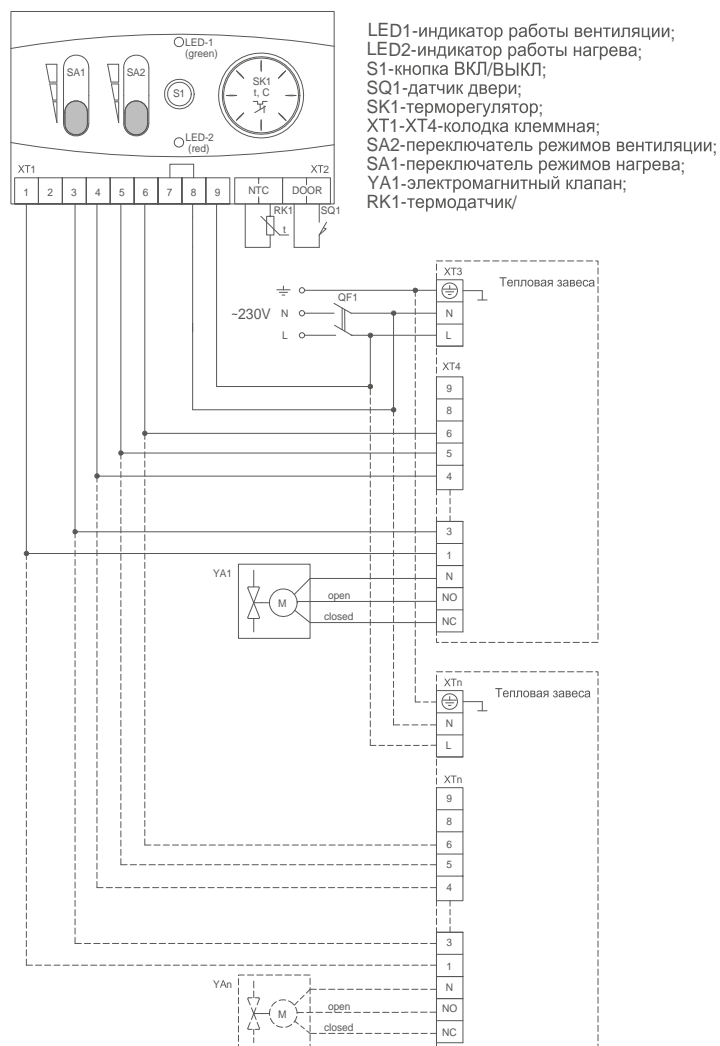 LED-1
(green)
SA1
SA2
S1
SK1
t, C
LED-2
(red)
XT1
XT2
1 2 3 4 5 6 7 8 9
NTC DOOR
RK1
t
SQ1
LED1-индикатор работы вентиляции;
LED2-индикатор работы нагрева;
S1-кнопка ВКЛ/ВЫКЛ;
SQ1-датчик двери;
SK1-терморегулятор;
XT1-XT4-колодка клеммная;
SA2-переключатель режимов вентиляции;
SA1-переключатель режимов нагрева;
YA1-электромагнитный клапан;
RK1-термодатчик/
XT3
Тепловая завеса
QF1
~230V
N
L
N
L
XT4
9
8
6
5
4
3
1
YA1
M
open
closed
N
NO
NC
XTn
Тепловая завеса
N
L
XTn
9
8
6
5
4
3
1
YAn
M
open
closed
N
NO
NC